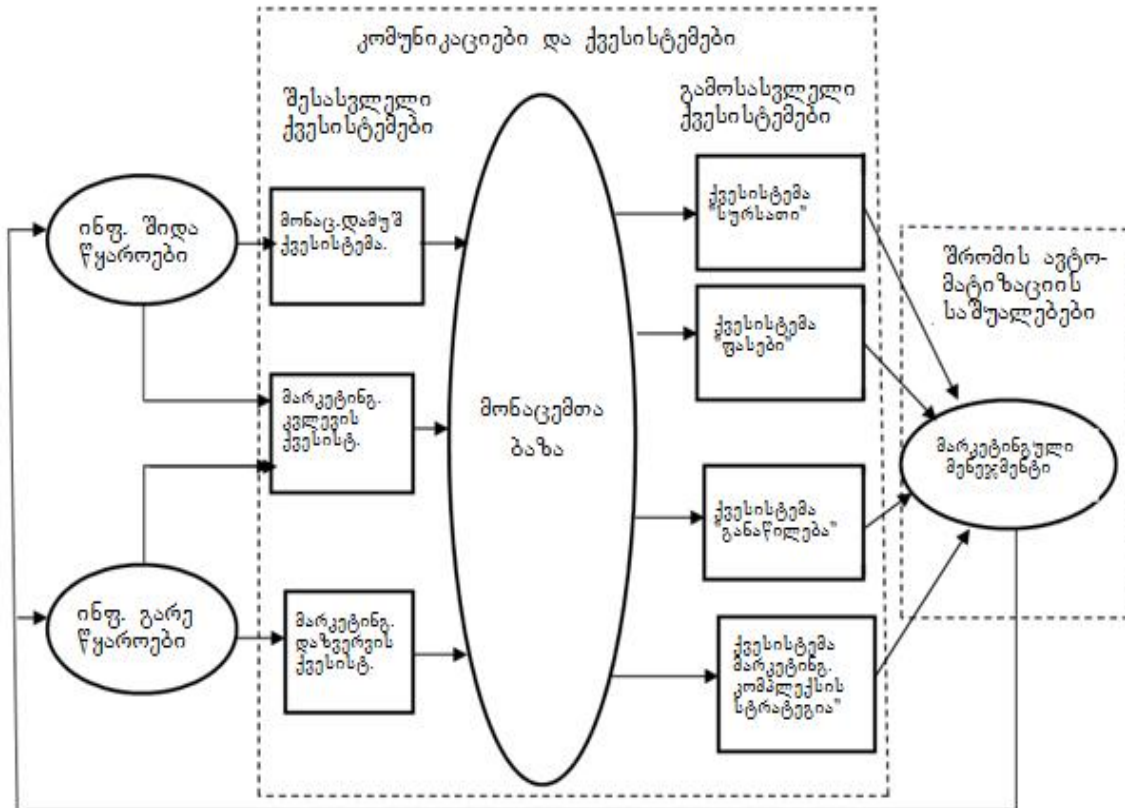 კომუნიკაციები და ქვესისტემები
შესასვლელი
ქვესისტემები
გამოსასვლელი
ქვესისტემები
ინფ. შიდა
წყაროები
მონაც.დამუშ
ქვესისტემა.
ქვესისტემა
"სურსათი"
შრომის ავტო-
მატიზაციის
საშუალებები
ქვესისტემა
"ფასები"
მარკეტინგ.
კვლევის
ქვესისტ.
მონაცემთა
ბაზა
მარკეტინგული
მენეჯმენტი
ქვესისტემა
"განაწილება"
ინფ. გარე
წყაროები
მარკეტინგ.
დაზვერვის
ქვესისტ.
ქვესისტემა
მარკეტინგ.
კომპლექსის
სტრატეგია"